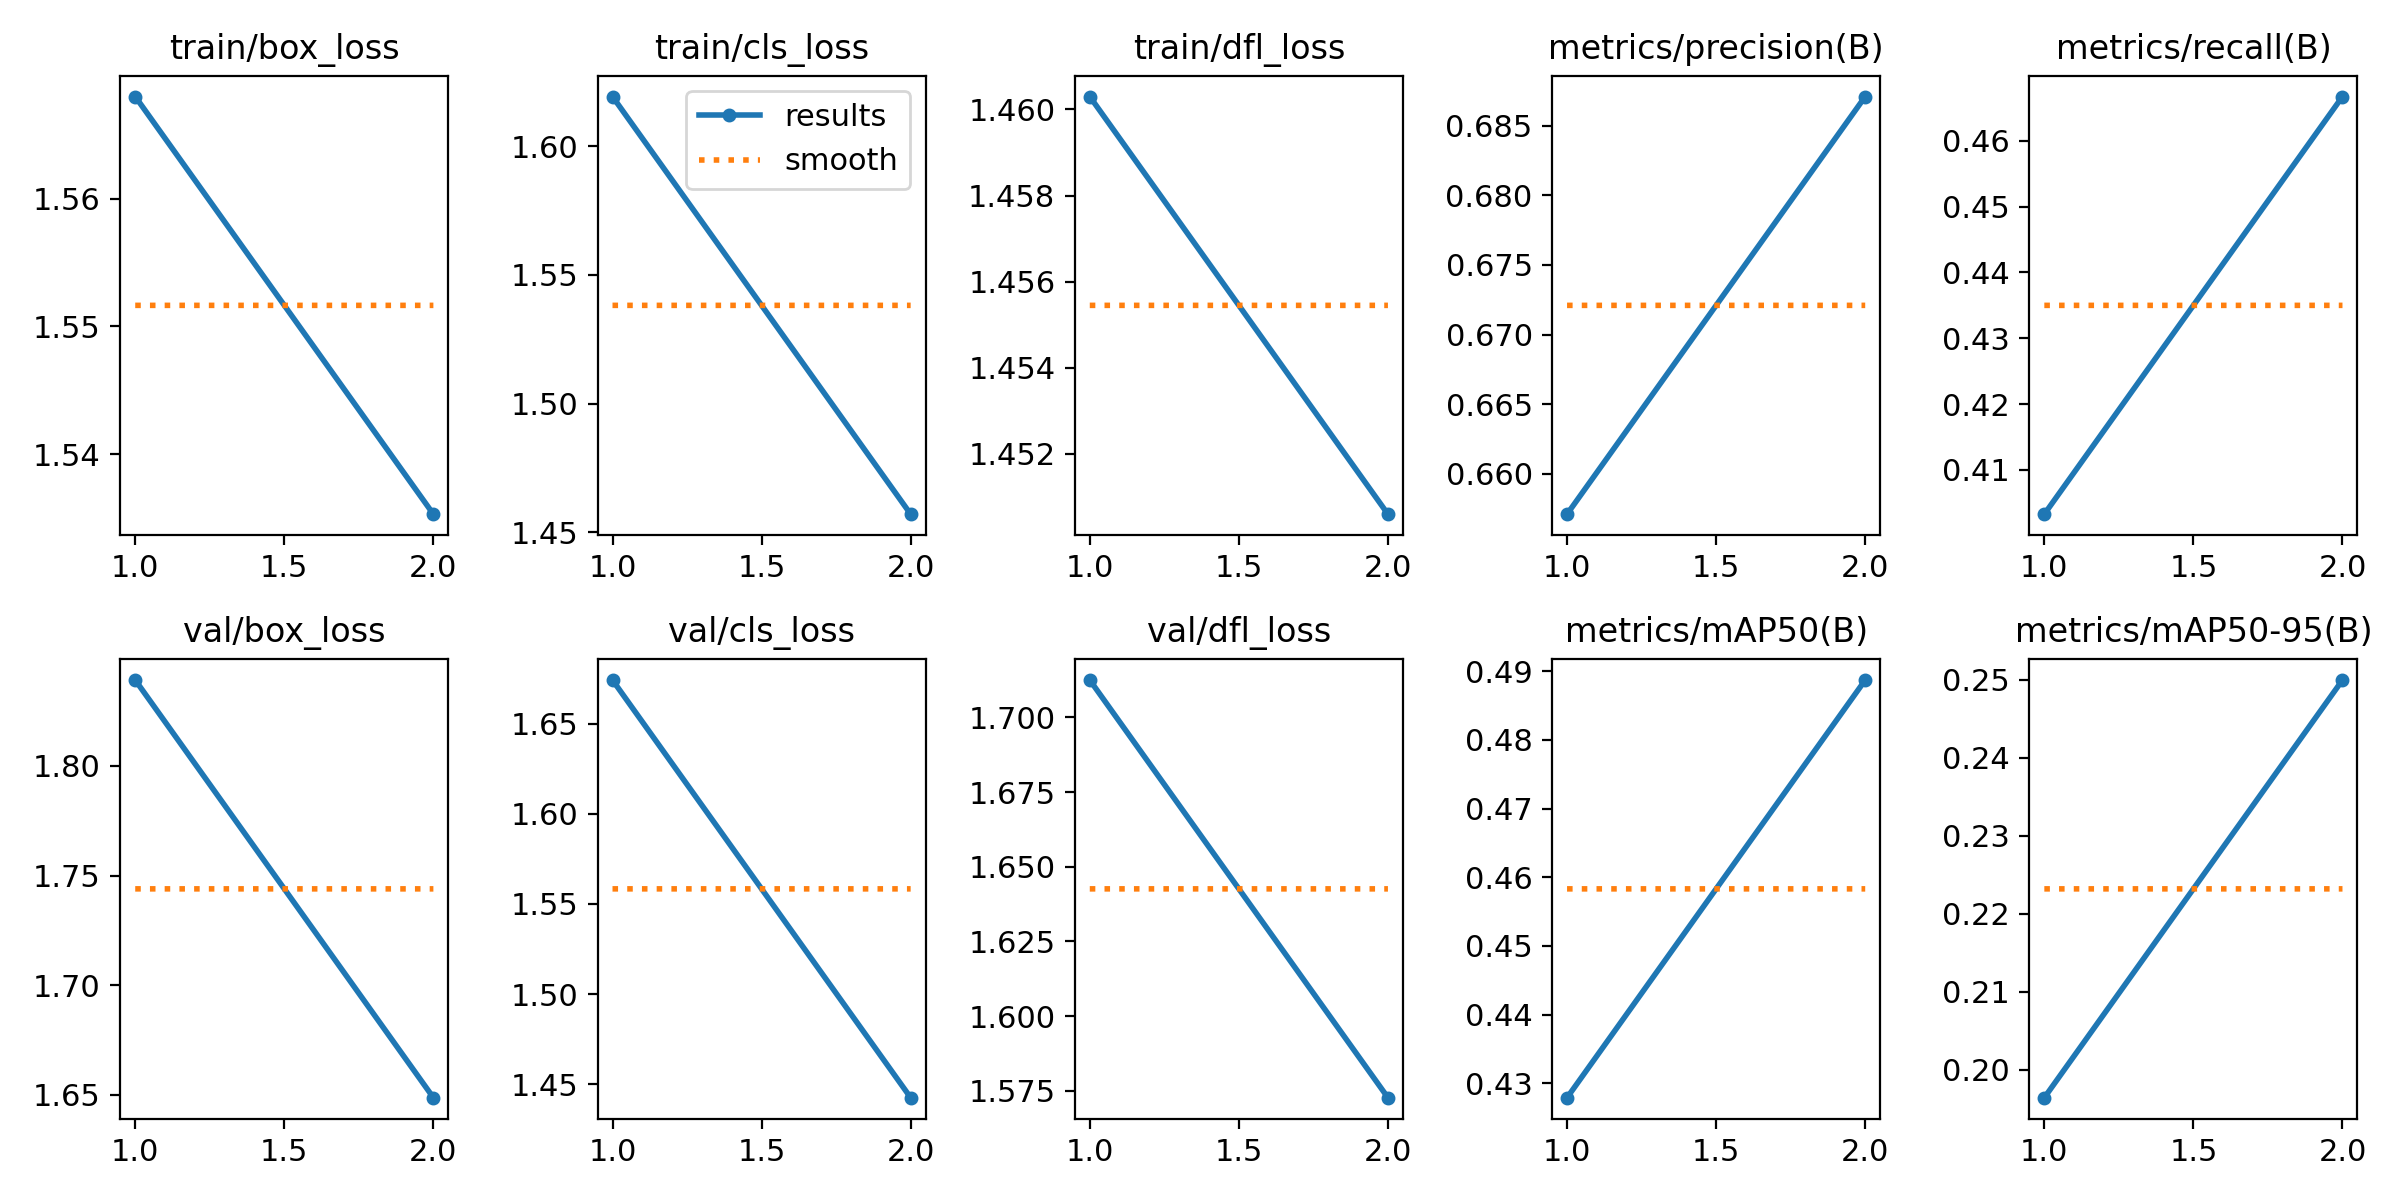 train/box_loss
train/cls_loss
train/dfl_loss
metrics/precision(B)
metrics/recall(B)
1.56
1.55
1.54
1.0 1.5 2.0
results
smooth
1.60
1.55
1.50
1.45
1.0 1.5 2.0
1.460
1.458
1.456
1.454
1.452
1.0 1.5 2.0
0.685
0.680
0.675
0.670
0.665
0.660
1.0 1.5 2.0
0.46
0.45
0.44
0.43
0.42
0.41
1.0 1.5 2.0
val/box_loss
val/cls_loss
val/dfl_loss
metrics/mAP50(B)
metrics/mAP50-95(B)
1.80
1.75
1.70
1.65
1.0 1.5 2.0
1.65
1.60
1.55
1.50
1.45
1.0 1.5 2.0
1.700
1.675
1.650
1.625
1.600
1.575
1.0 1.5 2.0
0.49
0.48
0.47
0.46
0.45
0.44
0.43
1.0 1.5 2.0
0.25
0.24
0.23
0.22
0.21
0.20
1.0 1.5 2.0